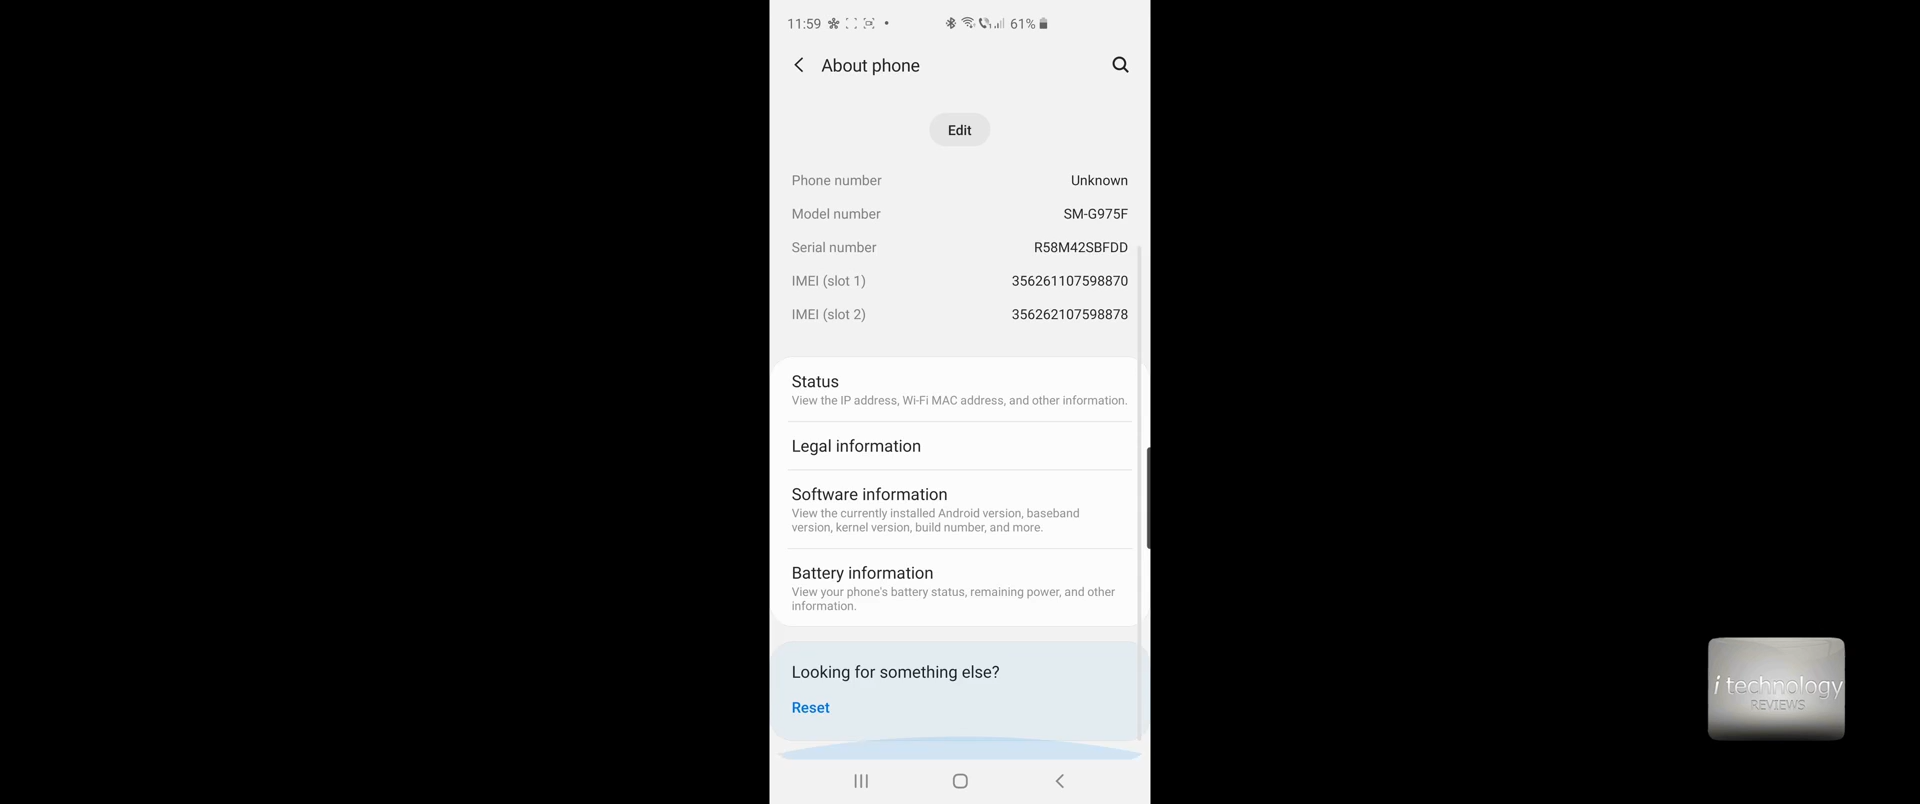 11:59
61%
About phone
Edit
Phone number Unknown
Model number SM-G975F
Serial number R58M42SBFDD
IMEI (slot 1) 356261107598870
IMEI (slot 2) 356262107598878
Status
View the IP address, Wi-Fi MAC address, and other information.
Legal information
Software information
View the currently installed Android version, baseband
version, kernel version, build number, and more.
Battery information
View your phone's battery status, remaining power, and other
information.
Looking for something else?
Reset
i technology
REVIEWS